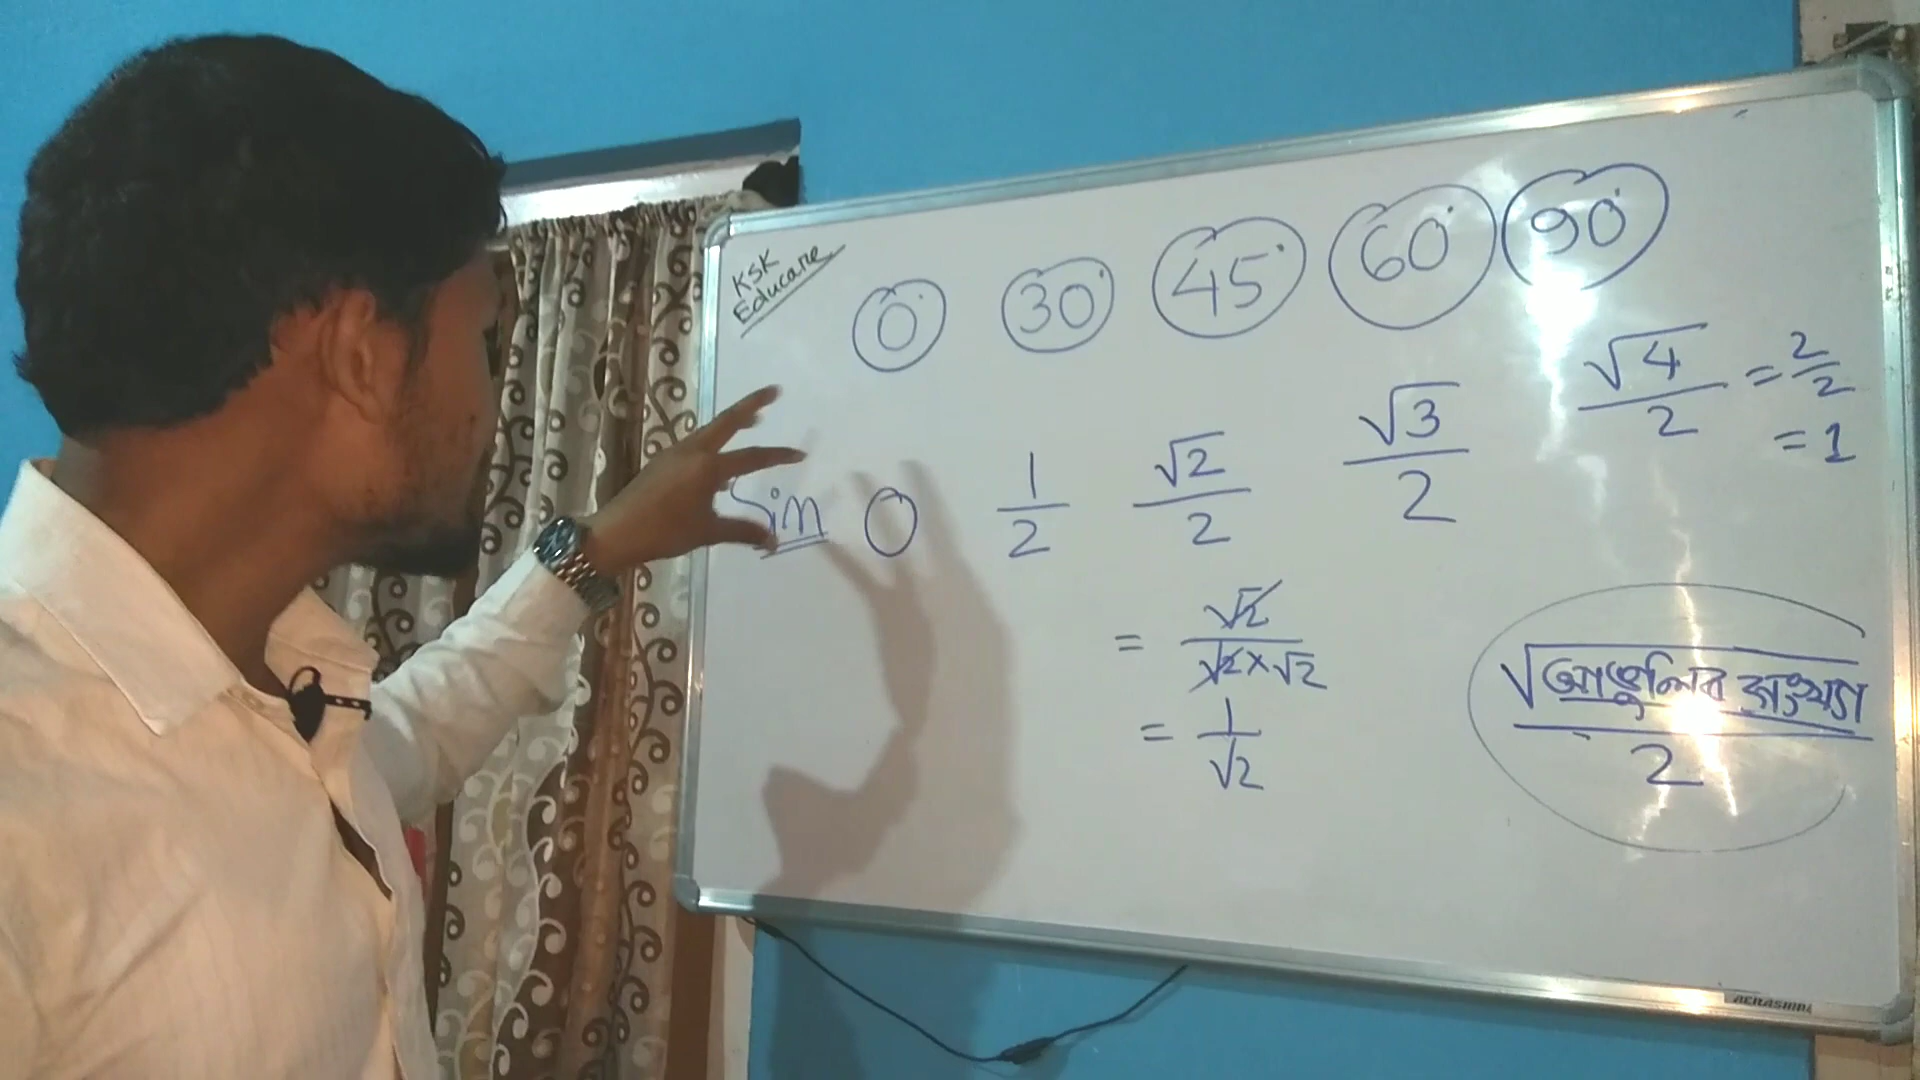 KSK
Educare
0° 30° 45° 60° 90°
Sin 0 1/2 √2/2 √3/2 √4/2 = 2/2
= 1
= √2/(√2×√2)
= 1/√2
√আঙুলির সংখ্যা/2